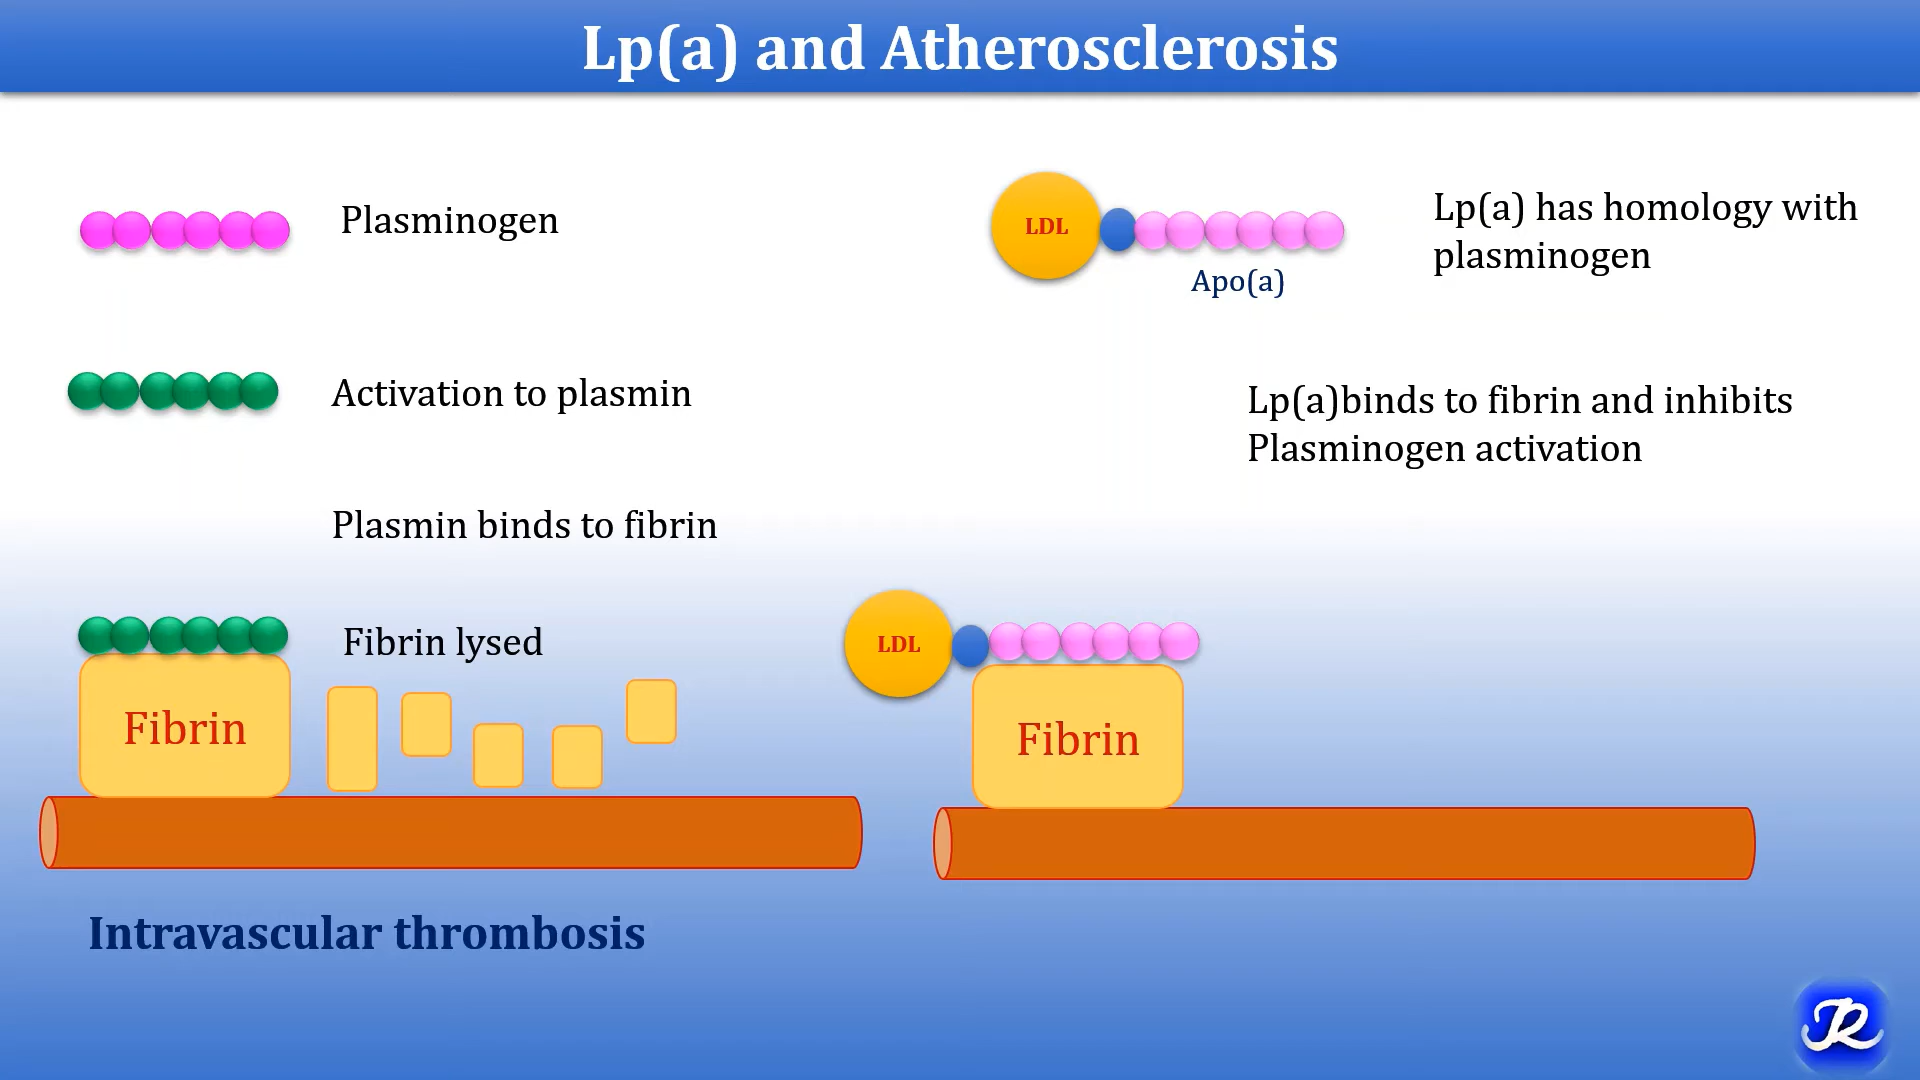 Lp(a) and Atherosclerosis
Plasminogen
Activation to plasmin
Plasmin binds to fibrin
Fibrin lysed
Fibrin
Intravascular thrombosis
LDL
Apo(a)
Lp(a) has homology with
plasminogen
Lp(a)binds to fibrin and inhibits
Plasminogen activation
LDL
Fibrin
R